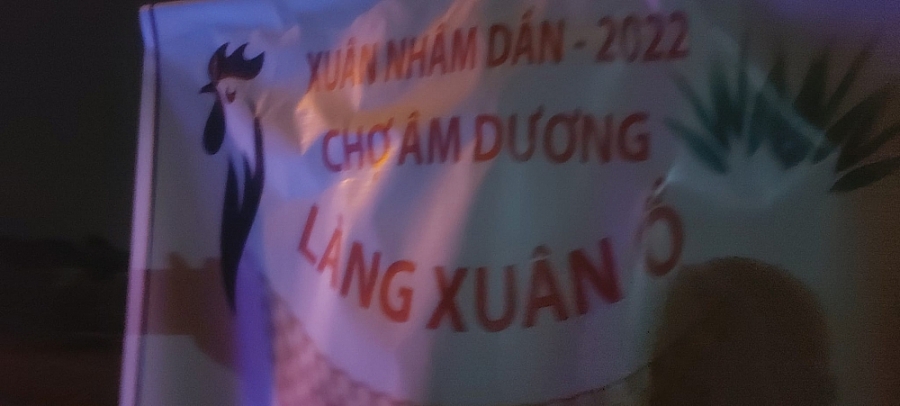 XUÂN NHÂM DẦN - 2022
CHỢ ÂM DƯƠNG
LÀNG XUÂN Ổ